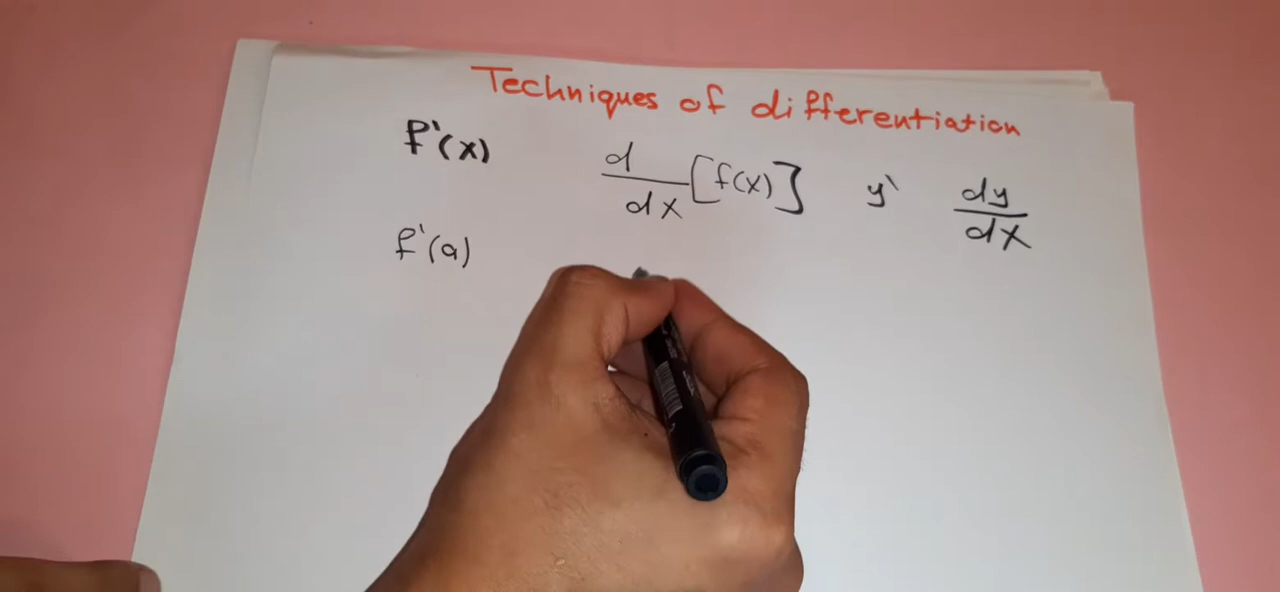 Techniques of differentiation
f'(x) d/dx [f(x)] y' dy/dx
f'(a)